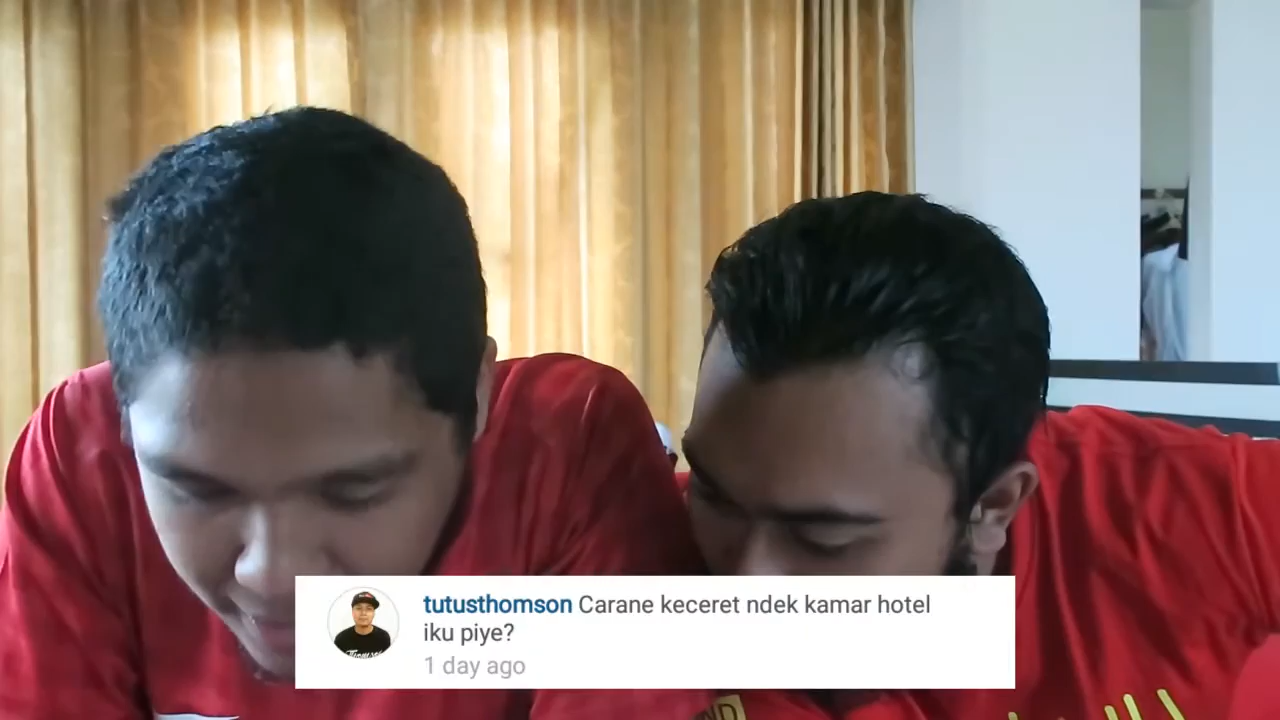 tutusthomson Carane keceret ndek kamar hotel
iku piye?
1 day ago